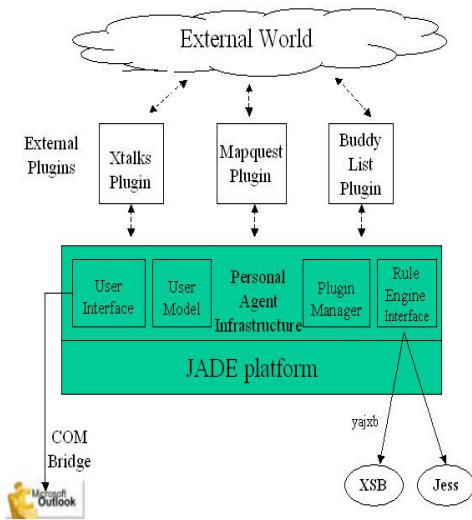 External World
External
Plugins
Xtalks
Plugin
Mapquest
Plugin
Buddy
List
Plugin
User
Interface
User
Model
Personal
Agent
Infrastructure
Plugin
Manager
Rule
Engine
Interface
JADE platform
yajxb
COM
Bridge
Microsoft
Outlook
XSB
Jess